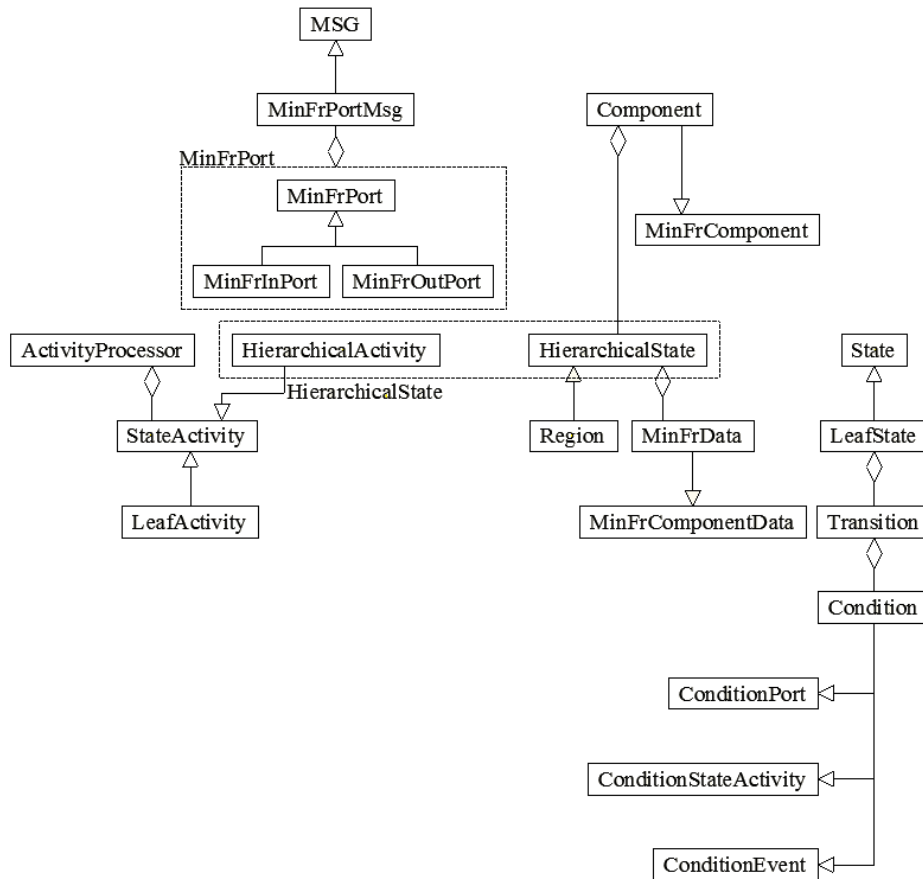 MSG
MinFrPortMsg
Component
MinFrPort
MinFrPort
MinFrComponent
MinFrInPort
MinFrOutPort
ActivityProcessor
HierarchicalActivity
HierarchicalState
State
HierarchicalState
StateActivity
Region
MinFrData
LeafState
LeafActivity
MinFrComponentData
Transition
Condition
ConditionPort
ConditionStateActivity
ConditionEvent